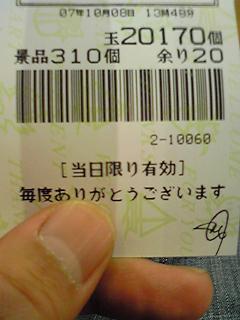 07年10月08日 13時49分
玉20170個
景品310個 余り20
2-10060
[当日限り有効]
毎度ありがとうございます